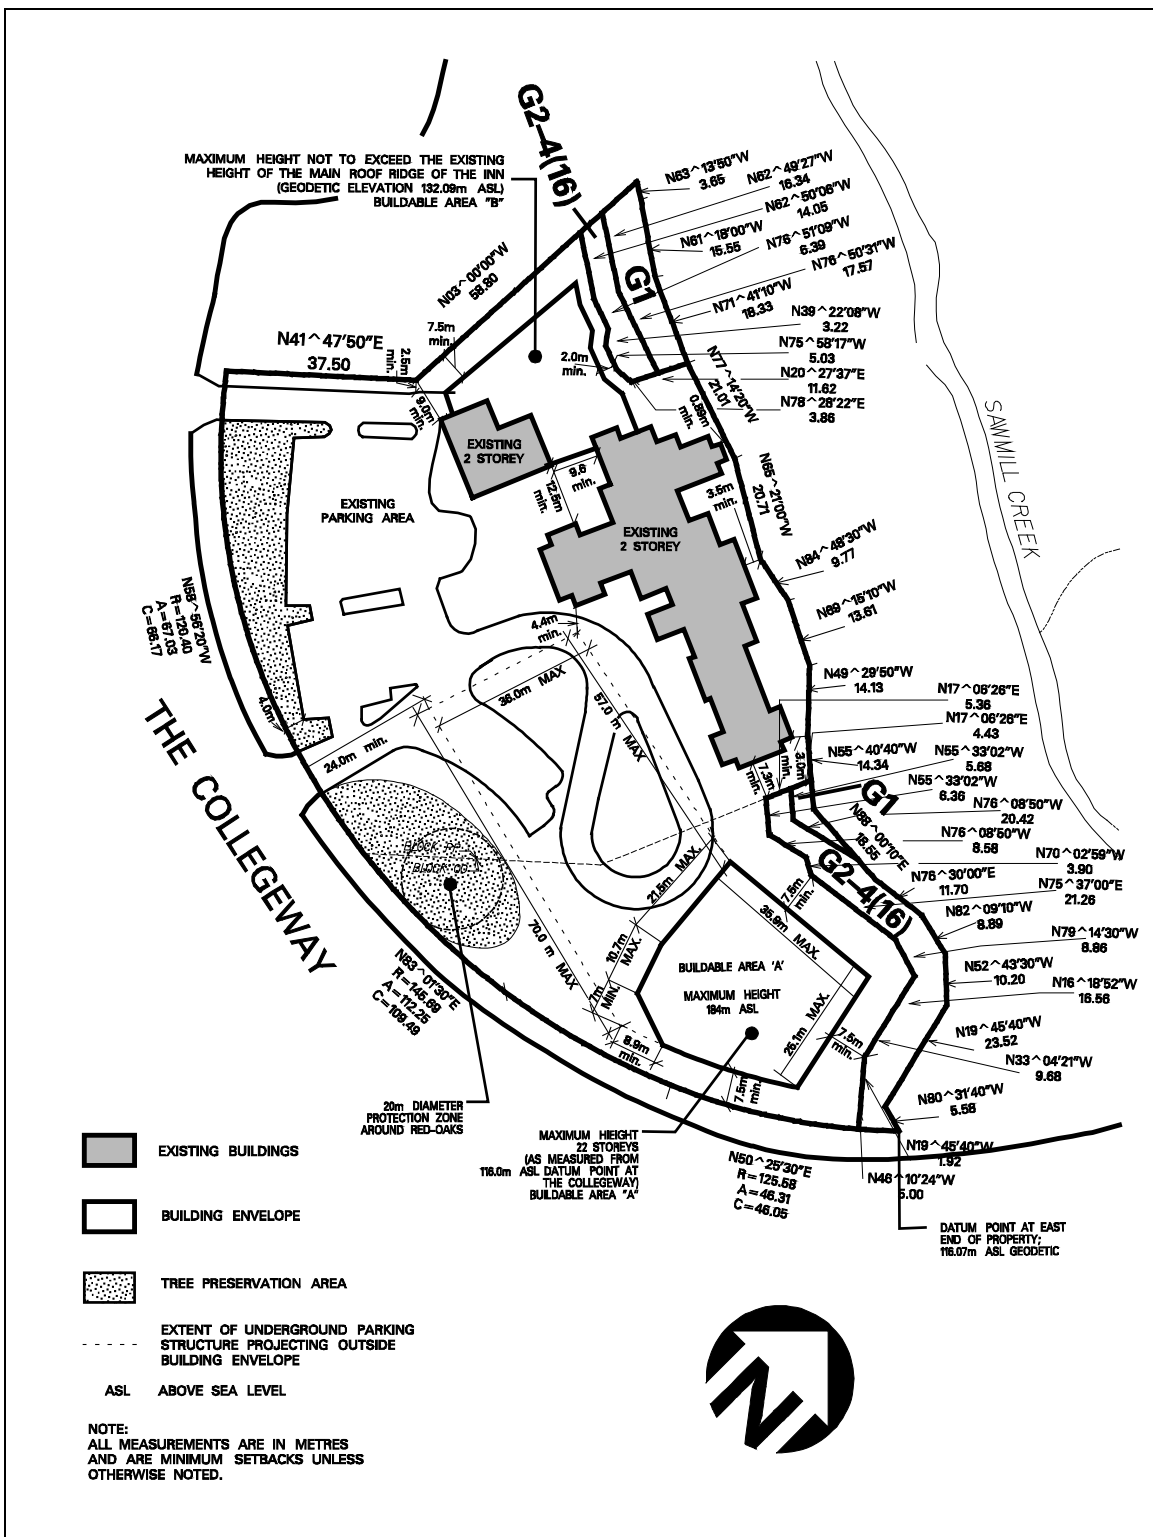 G2-4(16)
MAXIMUM HEIGHT NOT TO EXCEED THE EXISTING
HEIGHT OF THE MAIN ROOF RIDGE OF THE INN
(GEODETIC ELEVATION 132.09m ASL)
BUILDABLE AREA "B"
N63^13'50"W
3.65
N62^49'27"W
16.34
N62^50'06"W
14.05
N61^18'00"W
15.55
N76^51'09"W
6.39
N76^50'31"W
17.57
N03^00'00"W
58.80
G1
N71^41'10"W
18.33
N39^22'08"W
3.22
N75^58'17"W
5.03
N20^27'37"E
11.62
N78^28'22"E
3.86
N41^47'50"E
37.50
7.5m
min.
2.5m
min.
9.0m
min.
2.0m
min.
N77^14'20"W
21.01
0.89m
min.
SAWMILL CREEK
EXISTING
2 STOREY
9.6
min.
12.5m
min.
3.5m
min.
N65^21'00"W
20.71
EXISTING
PARKING AREA
EXISTING
2 STOREY
N84^48'30"W
9.77
N69^15'10"W
13.61
N58^56'20"W
R=120.40
A=67.03
C=66.17
4.4m
min.
36.0m MAX
57.0 m MAX
N49^29'50"W
14.13
N17^06'26"E
5.36
N17^06'26"E
4.43
4.0m
24.0m min.
7.3m
min.
3.0m
min.
N55^40'40"W
14.34
N55^33'02"W
5.68
N55^33'02"W
6.36
G1
N76^08'50"W
20.42
N88^00'10"E
18.55
N76^08'50"W
8.58
THE COLLEGEWAY
N70^02'59"W
3.90
N76^30'00"E
11.70
N75^37'00"E
21.26
G2-4(16)
21.5m MAX.
7.5m
min.
35.9m MAX.
N82^09'10"W
8.89
N79^14'30"W
8.86
70.0 m MAX
10.7m
MAX.
7m
MIN.
BUILDABLE AREA 'A'
MAXIMUM HEIGHT
184m ASL
26.1m MAX.
N52^43'30"W
10.20
N16^18'52"W
16.56
N83^01'30"E
R=145.69
A=112.25
C=109.49
8.9m
min.
7.5m
min.
7.5m
min.
N19^45'40"W
23.52
N33^04'21"W
9.68
N80^31'40"W
5.58
20m DIAMETER
PROTECTION ZONE
AROUND RED-OAKS
MAXIMUM HEIGHT
22 STOREYS
(AS MEASURED FROM
116.0m ASL DATUM POINT AT
THE COLLEGEWAY)
BUILDABLE AREA "A"
N50^25'30"E
R=125.58
A=46.31
C=46.05
N19^45'40"W
1.92
N46^10'24"W
5.00
DATUM POINT AT EAST
END OF PROPERTY;
116.07m ASL GEODETIC
EXISTING BUILDINGS
BUILDING ENVELOPE
TREE PRESERVATION AREA
EXTENT OF UNDERGROUND PARKING
STRUCTURE PROJECTING OUTSIDE
BUILDING ENVELOPE
ASL ABOVE SEA LEVEL
NOTE:
ALL MEASUREMENTS ARE IN METRES
AND ARE MINIMUM SETBACKS UNLESS
OTHERWISE NOTED.
N